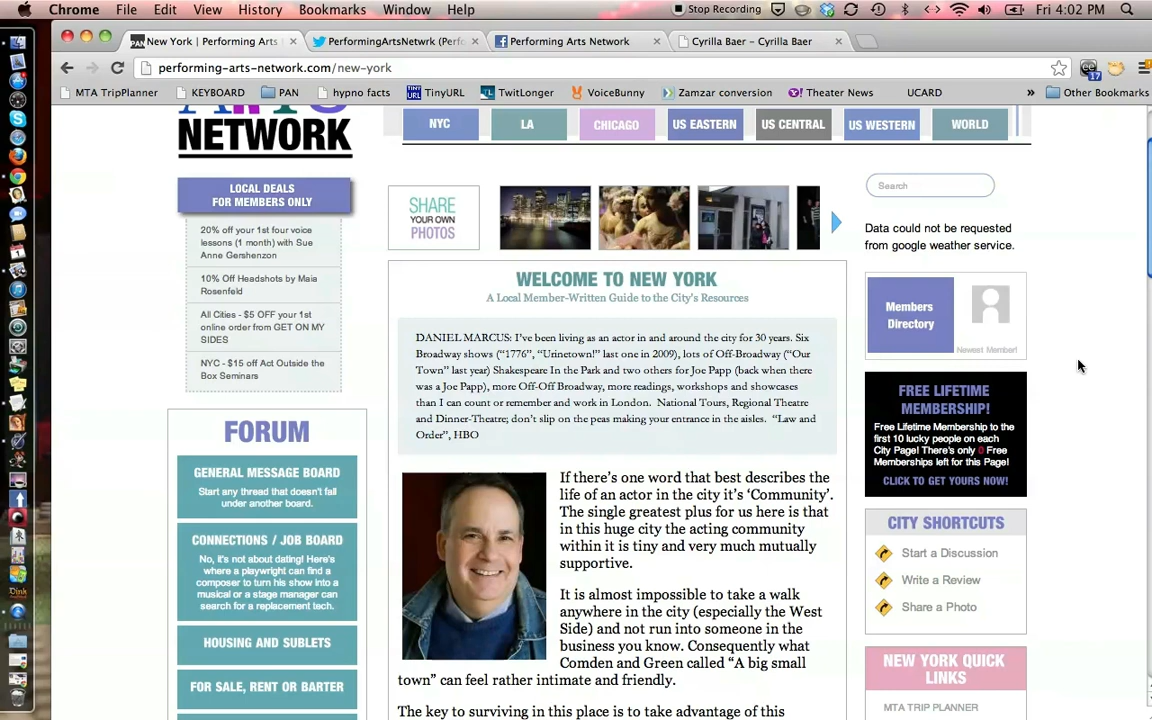 Chrome File Edit View History Bookmarks Window Help
Stop Recording
Fri 4:02 PM
New York | Performing Arts
PerformingArtsNetwrk (Perfo
Performing Arts Network
Cyrilla Baer – Cyrilla Baer
performing-arts-network.com/new-york
17
MTA TripPlanner KEYBOARD PAN hypno facts TinyURL TwitLonger VoiceBunny Zamzar conversion Theater News UCARD » Other Bookmarks
NETWORK
NYC LA CHICAGO US EASTERN US CENTRAL US WESTERN WORLD
LOCAL DEALS
FOR MEMBERS ONLY
20% off your 1st four voice
lessons (1 month) with Sue
Anne Gershenzon
10% Off Headshots by Maia
Rosenfeld
All Cities - $5 OFF your 1st
online order from GET ON MY
SIDES
NYC - $15 off Act Outside the
Box Seminars
FORUM
GENERAL MESSAGE BOARD
Start any thread that doesn't fall
under another board.
CONNECTIONS / JOB BOARD
No, it's not about dating! Here's
where a playwright can find a
composer to turn his show into a
musical or a stage manager can
search for a replacement tech.
HOUSING AND SUBLETS
FOR SALE, RENT OR BARTER
SHARE
YOUR OWN
PHOTOS
WELCOME TO NEW YORK
A Local Member-Written Guide to the City's Resources
DANIEL MARCUS: I've been living as an actor in and around the city for 30 years. Six
Broadway shows ("1776", "Urinetown!" last one in 2009), lots of Off-Broadway ("Our
Town" last year) Shakespeare In the Park and two others for Joe Papp (back when there
was a Joe Papp), more Off-Off Broadway, more readings, workshops and showcases
than I can count or remember and work in London. National Tours, Regional Theatre
and Dinner-Theatre; don't slip on the peas making your entrance in the aisles. "Law and
Order", HBO
If there's one word that best describes the
life of an actor in the city it's 'Community'.
The single greatest plus for us here is that
in this huge city the acting community
within it is tiny and very much mutually
supportive.
It is almost impossible to take a walk
anywhere in the city (especially the West
Side) and not run into someone in the
business you know. Consequently what
Comden and Green called "A big small
town" can feel rather intimate and friendly.
The key to surviving in this place is to take advantage of this
Search
Data could not be requested
from google weather service.
Members
Directory
Newest Member!
FREE LIFETIME
MEMBERSHIP!
Free Lifetime Membership to the
first 10 lucky people on each
City Page! There's only 0 Free
Memberships left for this Page!
CLICK TO GET YOURS NOW!
CITY SHORTCUTS
Start a Discussion
Write a Review
Share a Photo
NEW YORK QUICK
LINKS
MTA TRIP PLANNER